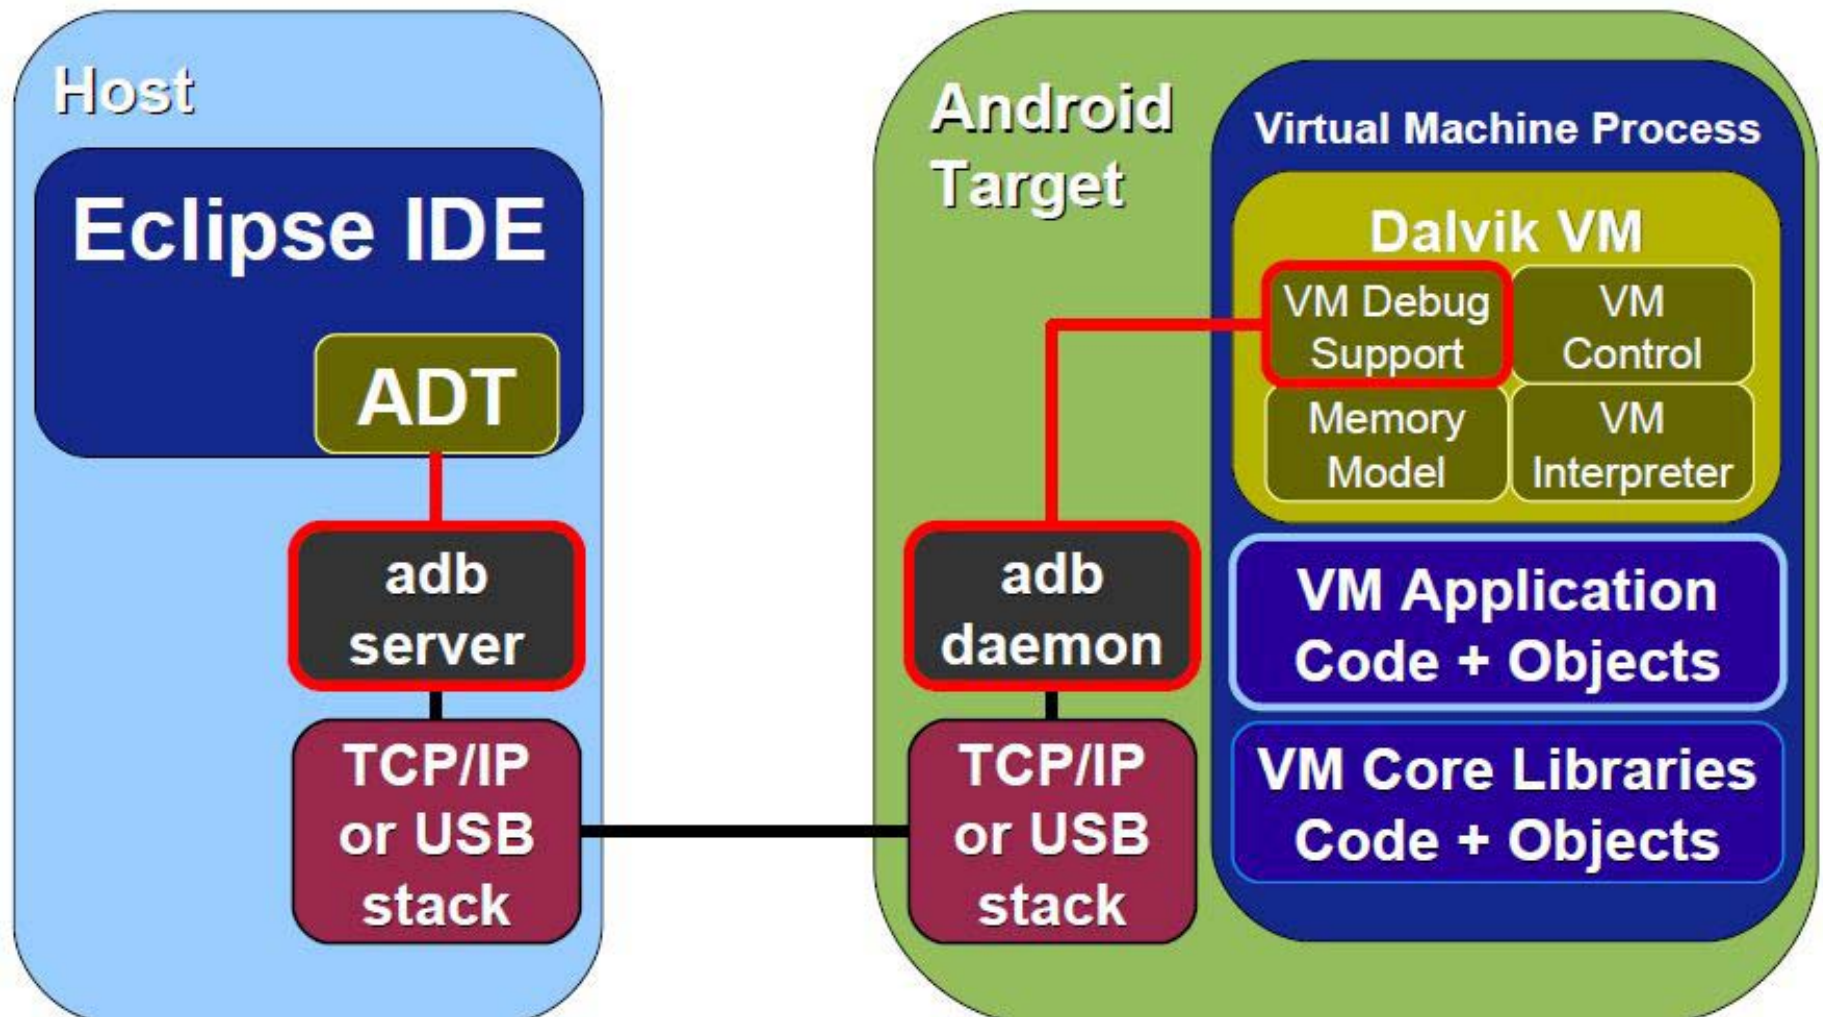 Host
Eclipse IDE
ADT
adb
server
TCP/IP
or USB
stack
Android
Target
adb
daemon
TCP/IP
or USB
stack
Virtual Machine Process
Dalvik VM
VM Debug
Support
VM
Control
Memory
Model
VM
Interpreter
VM Application
Code + Objects
VM Core Libraries
Code + Objects